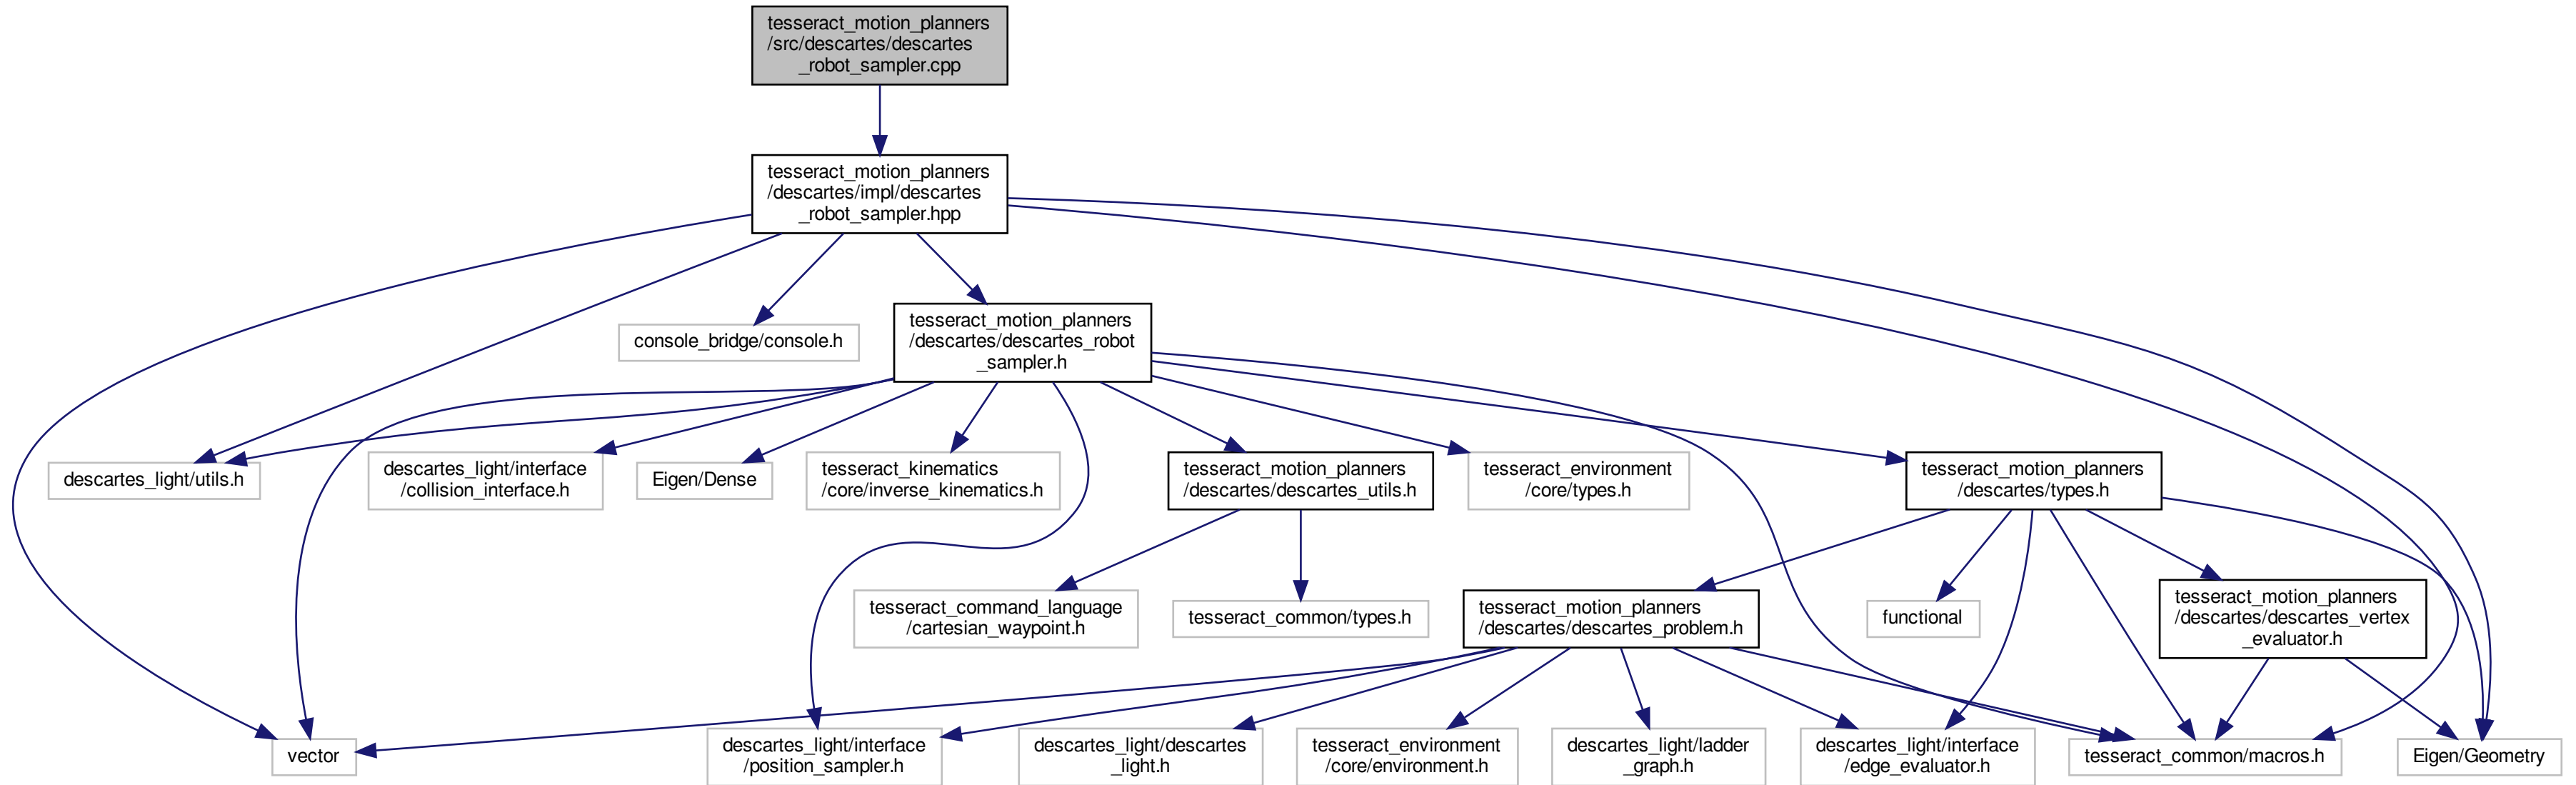 tesseract_motion_planners
/src/descartes/descartes
_robot_sampler.cpp
tesseract_motion_planners
/descartes/impl/descartes
_robot_sampler.hpp
console_bridge/console.h
tesseract_motion_planners
/descartes/descartes_robot
_sampler.h
descartes_light/utils.h
descartes_light/interface
/collision_interface.h
Eigen/Dense
tesseract_kinematics
/core/inverse_kinematics.h
tesseract_motion_planners
/descartes/descartes_utils.h
tesseract_environment
/core/types.h
tesseract_motion_planners
/descartes/types.h
tesseract_command_language
/cartesian_waypoint.h
tesseract_common/types.h
tesseract_motion_planners
/descartes/descartes_problem.h
functional
tesseract_motion_planners
/descartes/descartes_vertex
_evaluator.h
vector
descartes_light/interface
/position_sampler.h
descartes_light/descartes
_light.h
tesseract_environment
/core/environment.h
descartes_light/ladder
_graph.h
descartes_light/interface
/edge_evaluator.h
tesseract_common/macros.h
Eigen/Geometry